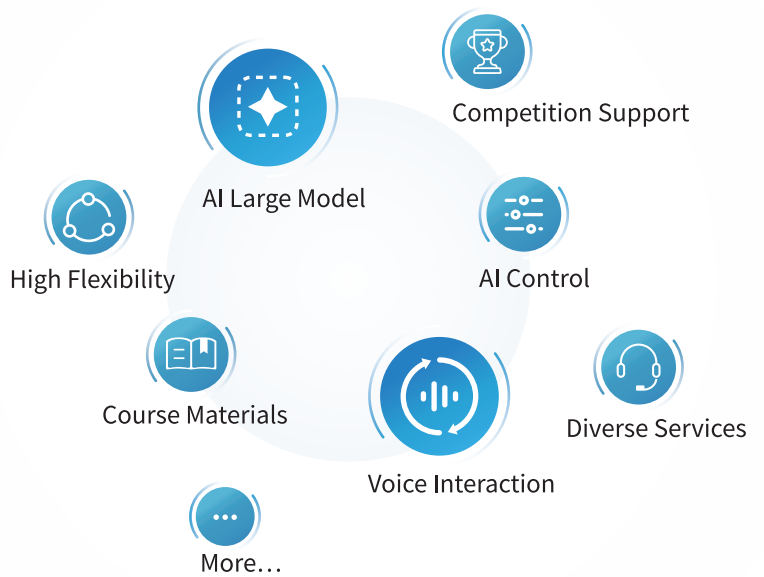 Competition Support
AI Large Model
High Flexibility
AI Control
Course Materials
Diverse Services
Voice Interaction
More...